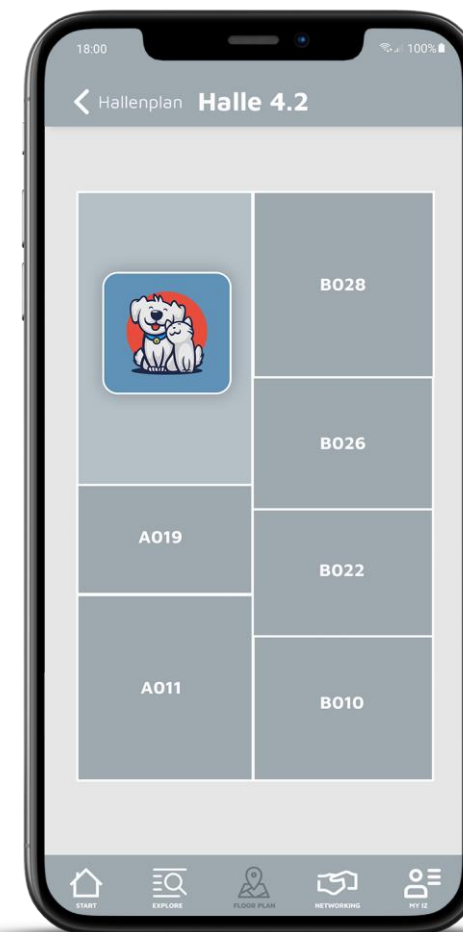 18:00 100%
Hallenplan Halle 4.2
B028
B026
A019
B022
A011
B010
START EXPLORE FLOOR PLAN NETWORKING MY IZ